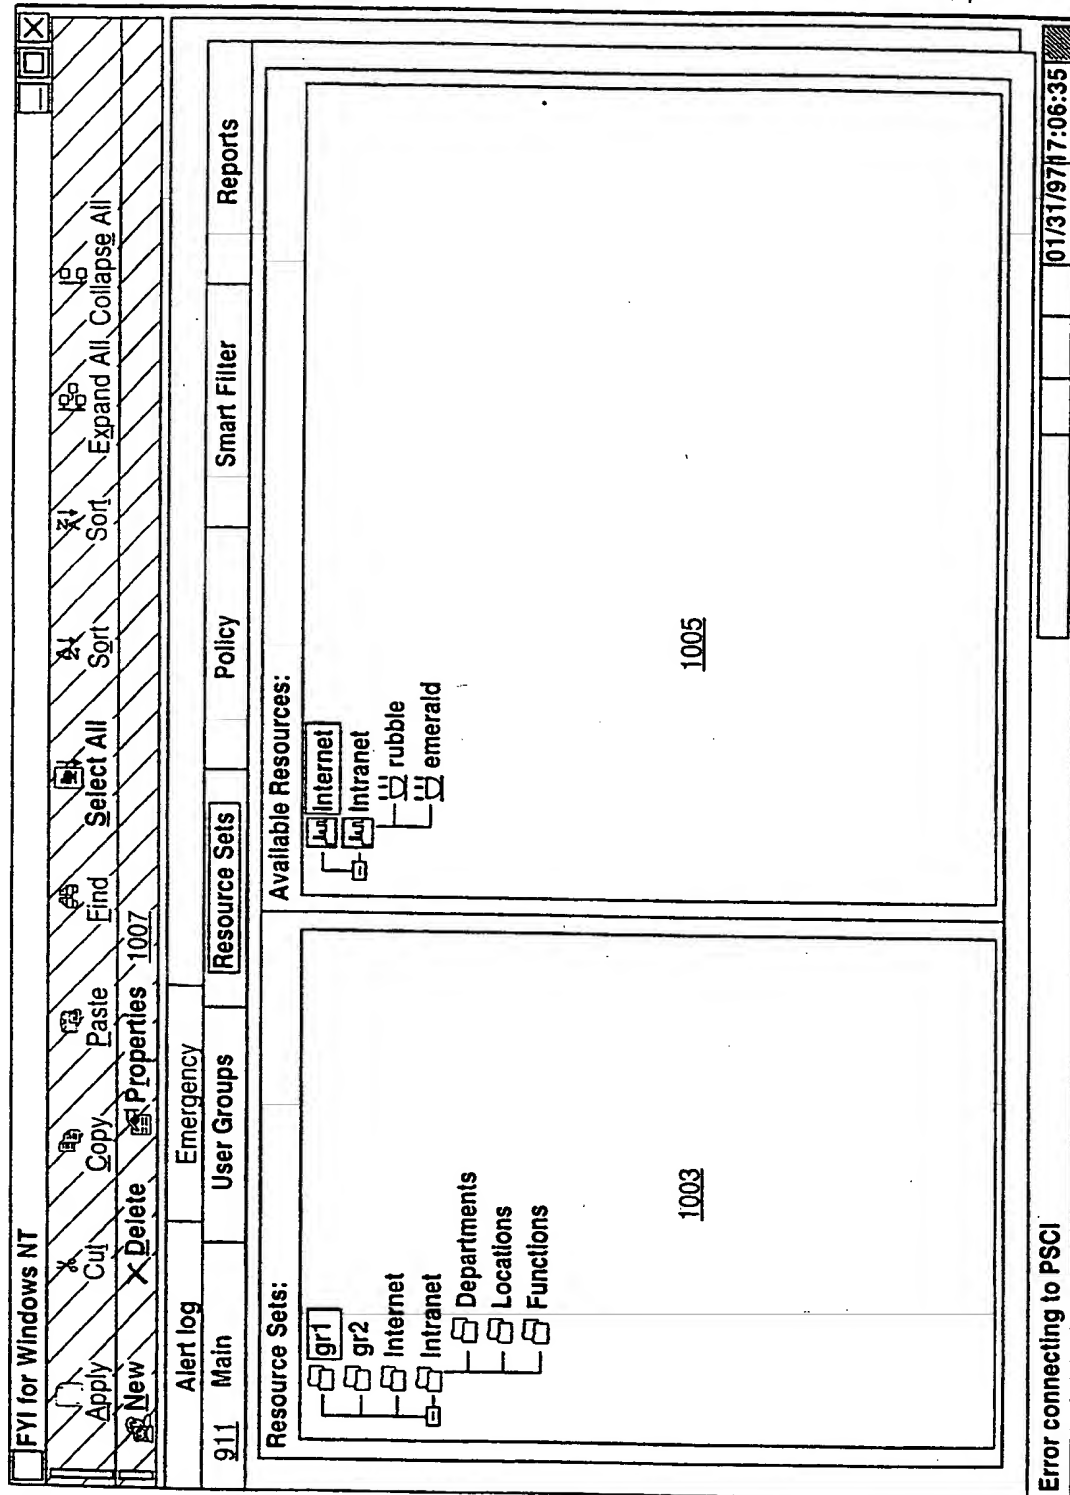 FYI for Windows NT
Apply Cut Copy Paste Find Select All Sort Sort Expand All Collapse All
New Delete Properties 1007
Alert log Emergency
911 Main User Groups Resource Sets Policy Smart Filter Reports
Resource Sets:
gr1
gr2
Internet
Intranet
Departments
Locations
Functions
1003
Available Resources:
Internet
Intranet
rubble
emerald
1005
Error connecting to PSCI
01/31/97 17:06:35